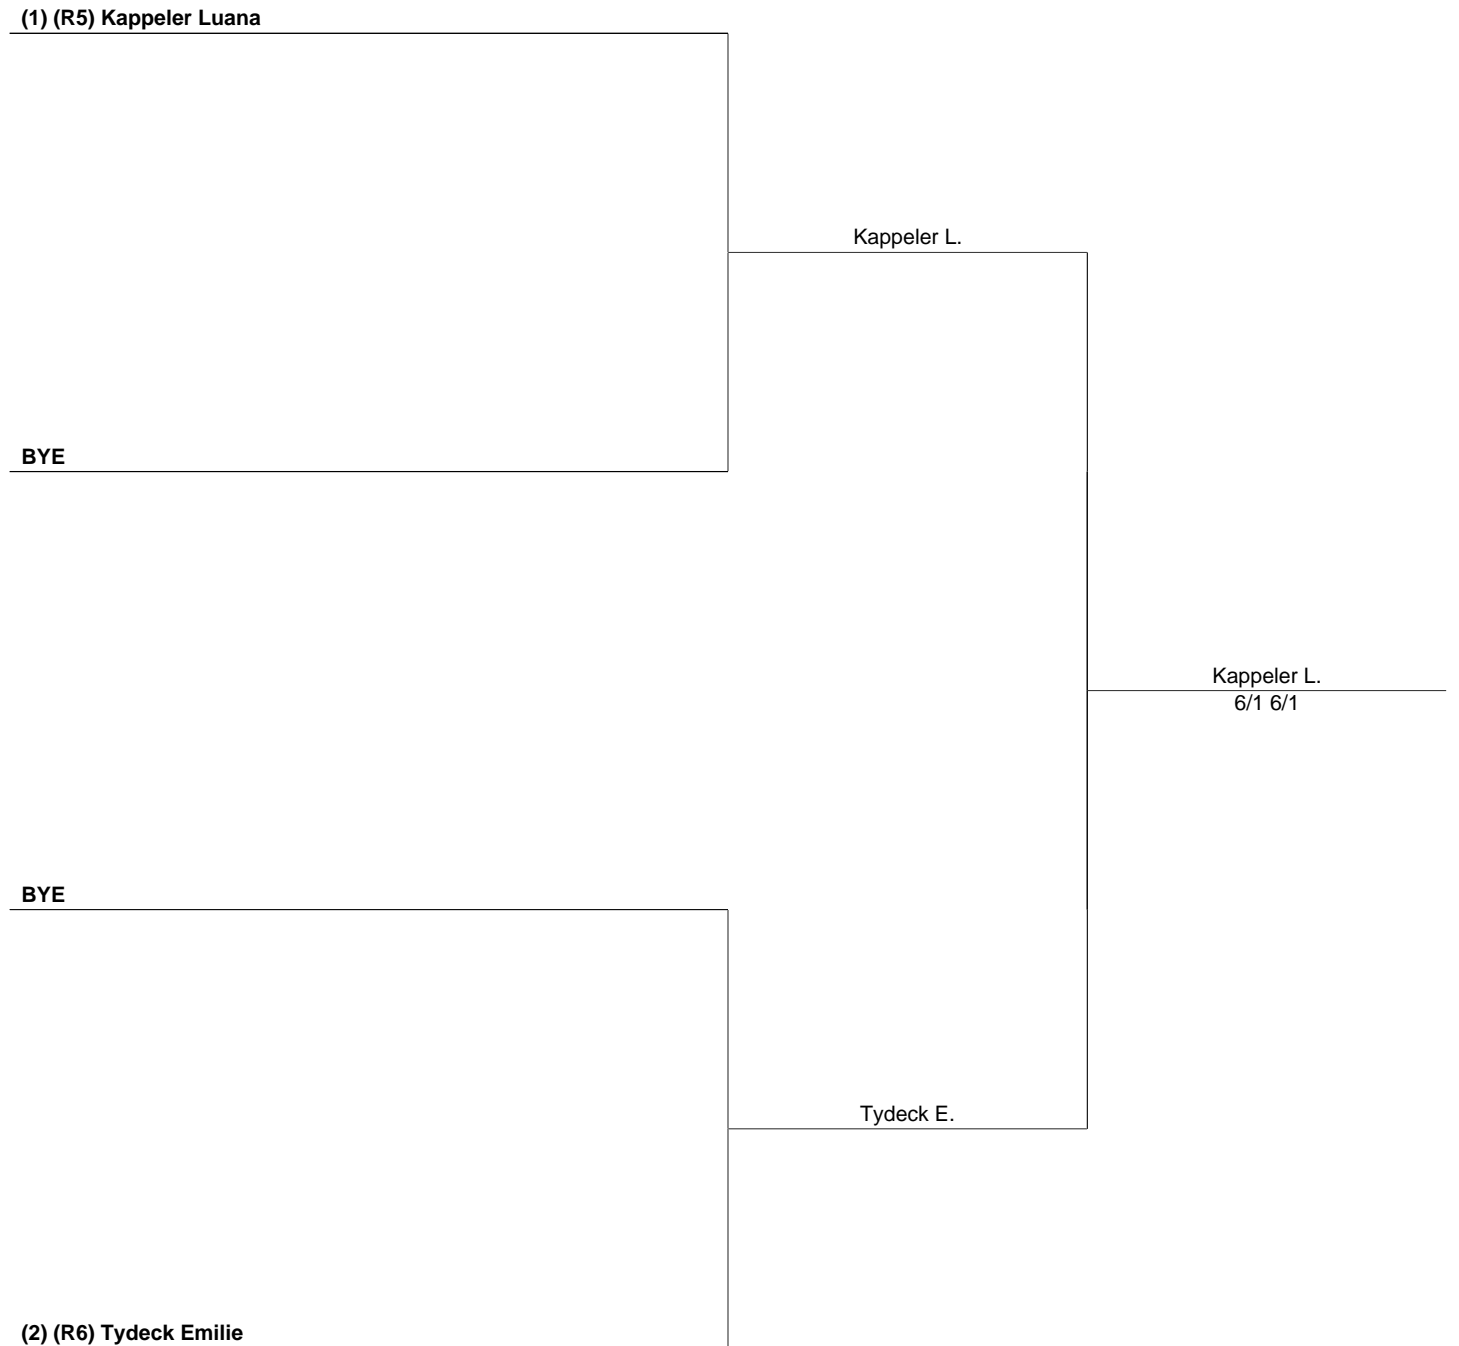 (1) (R5) Kappeler Luana
Kappeler L.
BYE
Kappeler L.
6/1 6/1
BYE
Tydeck E.
(2) (R6) Tydeck Emilie